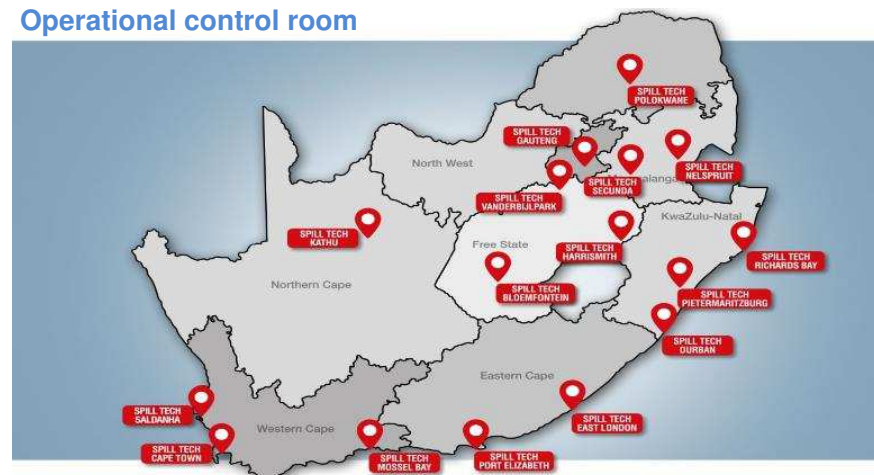 Operational control room
SPILL TECH
POLOKWANE
SPILL TECH
GAUTENG
North West
SPILL TECH
NELSPRUIT
SPILL TECH
SECUNDA
SPILL TECH
VANDERBIJLPARK
KwaZulu-Natal
SPILL TECH
KATHU
Free State
SPILL TECH
HARRISMITH
SPILL TECH
RICHARDS BAY
Northern Cape
SPILL TECH
BLOEMFONTEIN
SPILL TECH
PIETERMARITZBURG
SPILL TECH
DURBAN
Eastern Cape
SPILL TECH
SALDANHA
SPILL TECH
EAST LONDON
Western Cape
SPILL TECH
CAPE TOWN
SPILL TECH
MOSSEL BAY
SPILL TECH
PORT ELIZABETH